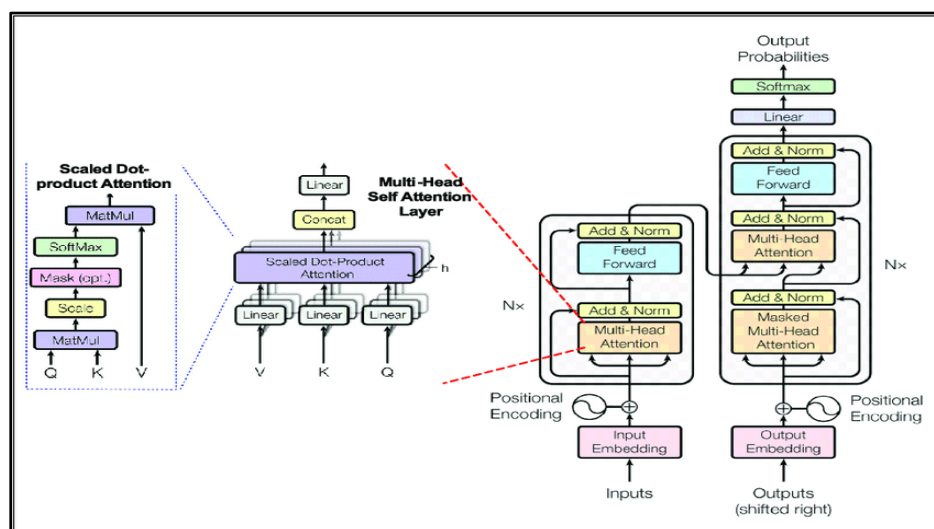 Scaled Dot-
product Attention
MatMul
SoftMax
Mask (opt.)
Scale
MatMul
Q K V
Linear
Multi-Head
Self Attention
Layer
Concat
Scaled Dot-Product
Attention
h
Linear Linear Linear
V K Q
Output
Probabilities
Softmax
Linear
Add & Norm
Feed
Forward
Add & Norm
Multi-Head
Attention
Add & Norm
Masked
Multi-Head
Attention
Nx
Add & Norm
Feed
Forward
Nx
Add & Norm
Multi-Head
Attention
Positional
Encoding
Positional
Encoding
Input
Embedding
Output
Embedding
Inputs
Outputs
(shifted right)